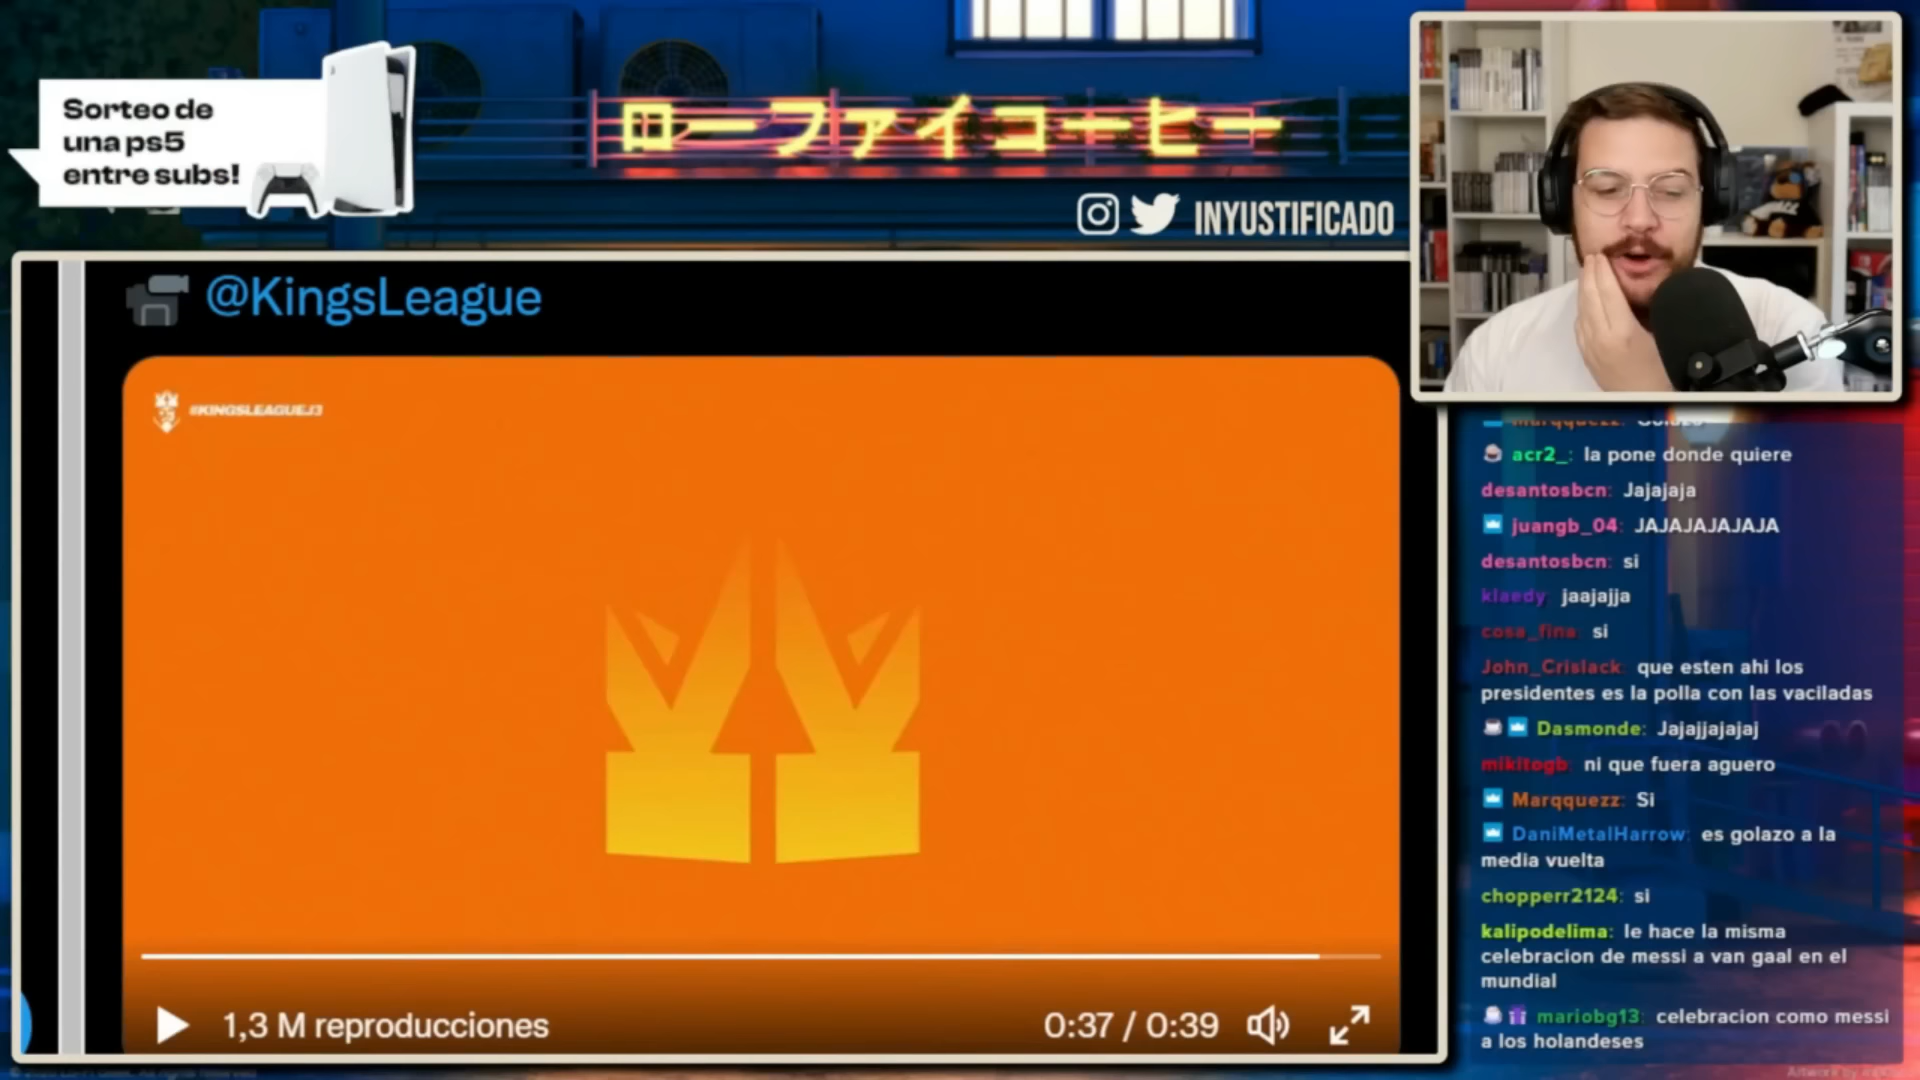 Sorteo de
una ps5
entre subs!
ローファイコーヒー
INYUSTIFICADO
@KingsLeague
#KINGSLEAGUEJ3
1,3 M reproducciones
0:37 / 0:39
acr2_: la pone donde quiere
desantosbcn: Jajajaja
juangb_04: JAJAJAJAJAJA
desantosbcn: si
klaedy: jaajajja
cosa_fina: si
John_Crislack: que esten ahi los
presidentes es la polla con las vaciladas
Dasmonde: Jajajjajajaj
mikitogb: ni que fuera aguero
Marqquezz: Si
DaniMetalHarrow: es golazo a la
media vuelta
chopperr2124: si
kalipodelima: le hace la misma
celebracion de messi a van gaal en el
mundial
mariobg13: celebracion como messi
a los holandeses